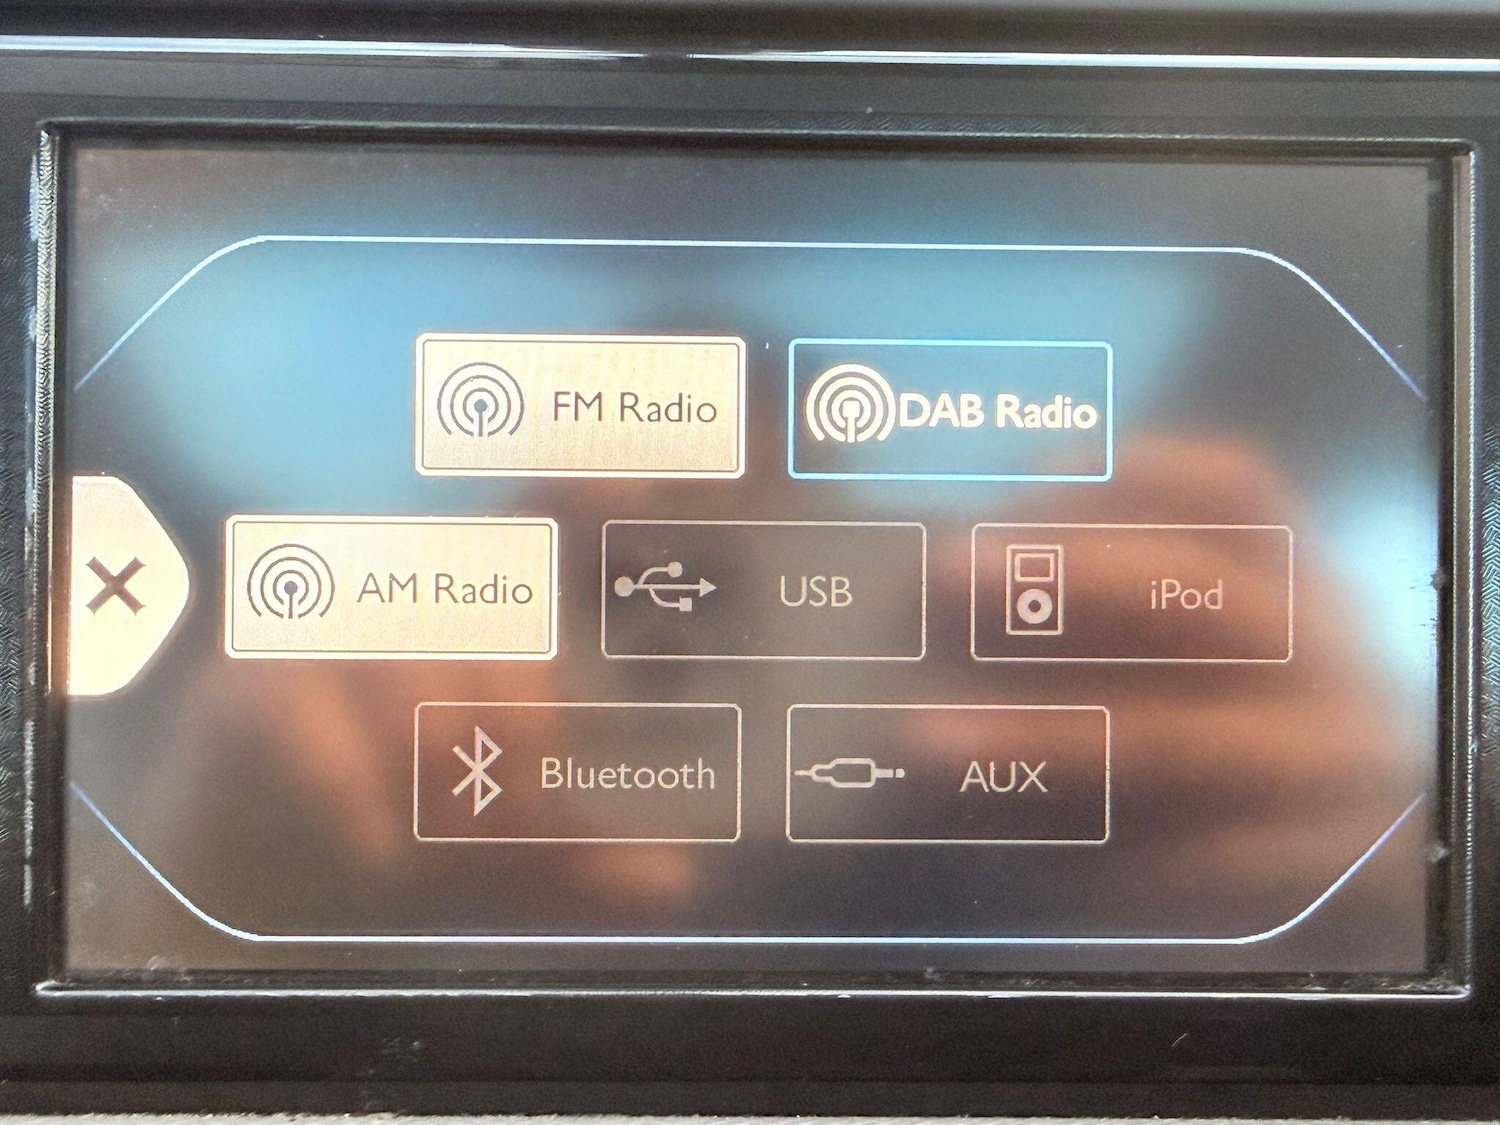 FM Radio
DAB Radio
AM Radio
USB
iPod
Bluetooth
AUX